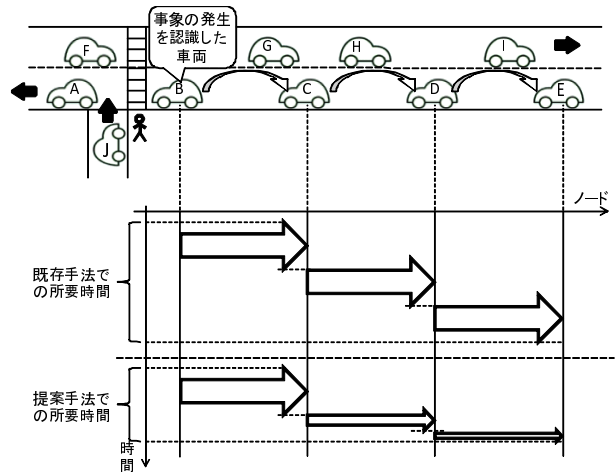 事象の発生
を認識した
車両
F
G
H
I
A
B
C
D
E
J
ノード
既存手法で
の所要時間
提案手法で
の所要時間
時
間